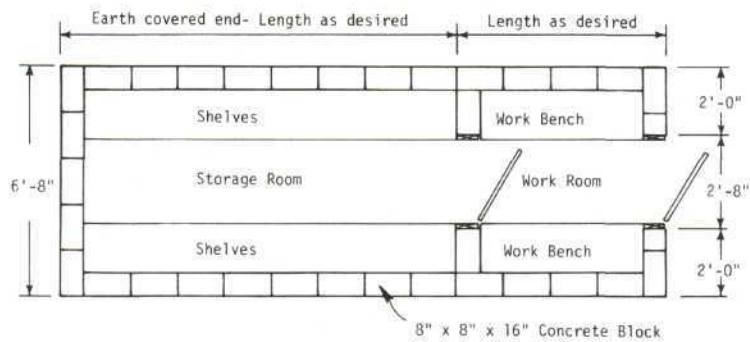 Earth covered end- Length as desired
Length as desired
Shelves
Work Bench
2'-0"
6'-8"
Storage Room
Work Room
2'-8"
Shelves
Work Bench
2'-0"
8" x 8" x 16" Concrete Block